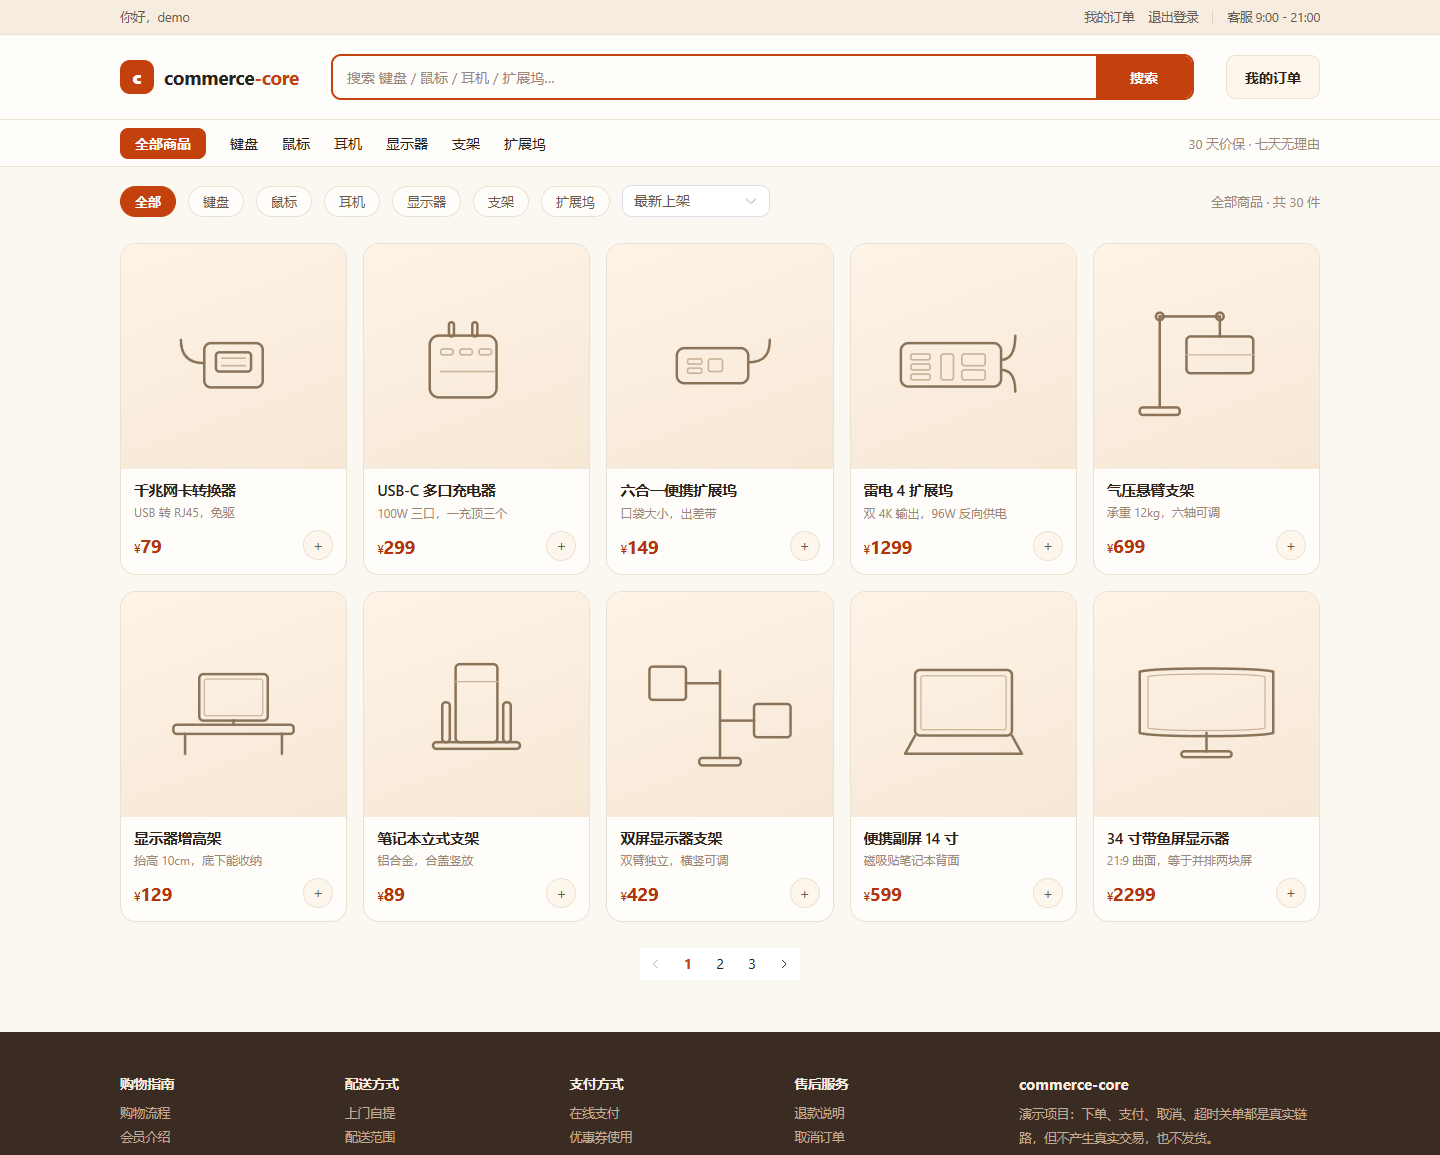 你好，demo
我的订单 退出登录 客服 9:00 - 21:00
c commerce-core
搜索 键盘 / 鼠标 / 耳机 / 扩展坞...
搜索
我的订单
全部商品 键盘 鼠标 耳机 显示器 支架 扩展坞
30 天价保 · 七天无理由
全部 键盘 鼠标 耳机 显示器 支架 扩展坞 最新上架
全部商品 · 共 30 件
千兆网卡转换器
USB 转 RJ45，免驱
¥79 +
USB-C 多口充电器
100W 三口，一充顶三个
¥299 +
六合一便携扩展坞
口袋大小，出差带
¥149 +
雷电 4 扩展坞
双 4K 输出，96W 反向供电
¥1299 +
气压悬臂支架
承重 12kg，六轴可调
¥699 +
显示器增高架
抬高 10cm，底下能收纳
¥129 +
笔记本立式支架
铝合金，合盖竖放
¥89 +
双屏显示器支架
双臂独立，横竖可调
¥429 +
便携副屏 14 寸
磁吸贴笔记本背面
¥599 +
34 寸带鱼屏显示器
21:9 曲面，等于并排两块屏
¥2299 +
1 2 3
购物指南
购物流程
会员介绍
配送方式
上门自提
配送范围
支付方式
在线支付
优惠券使用
售后服务
退款说明
取消订单
commerce-core
演示项目：下单、支付、取消、超时关单都是真实链
路，但不产生真实交易，也不发货。